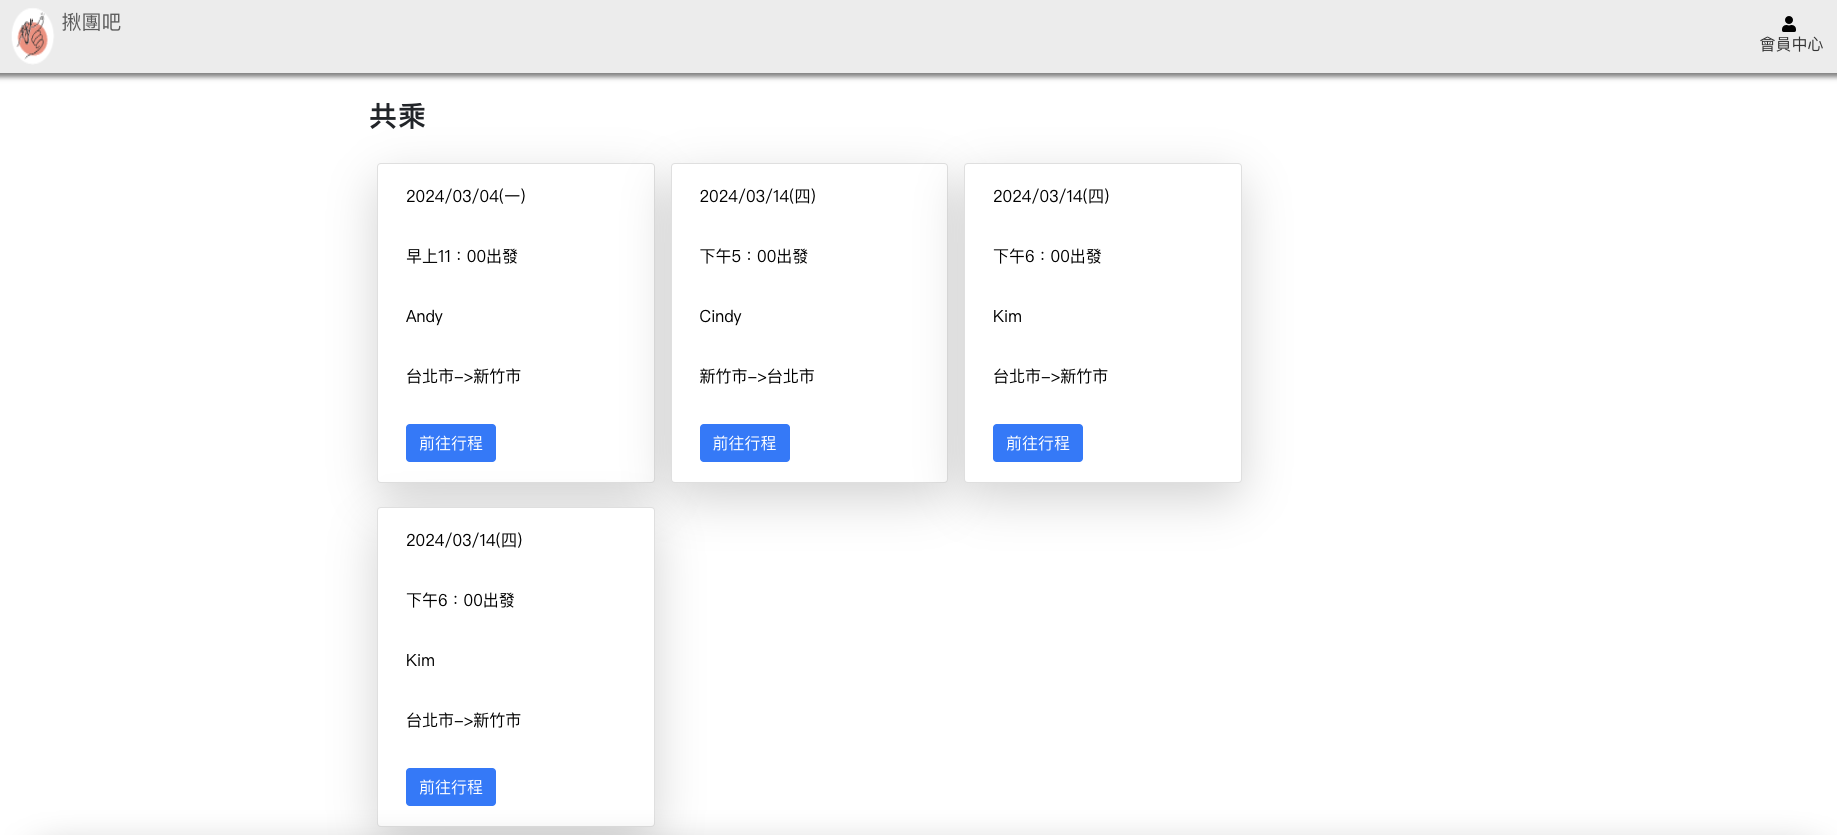 揪團吧
會員中心
共乘
2024/03/04(一)
早上11：00出發
Andy
台北市->新竹市
前往行程
2024/03/14(四)
下午5：00出發
Cindy
新竹市->台北市
前往行程
2024/03/14(四)
下午6：00出發
Kim
台北市->新竹市
前往行程
2024/03/14(四)
下午6：00出發
Kim
台北市->新竹市
前往行程